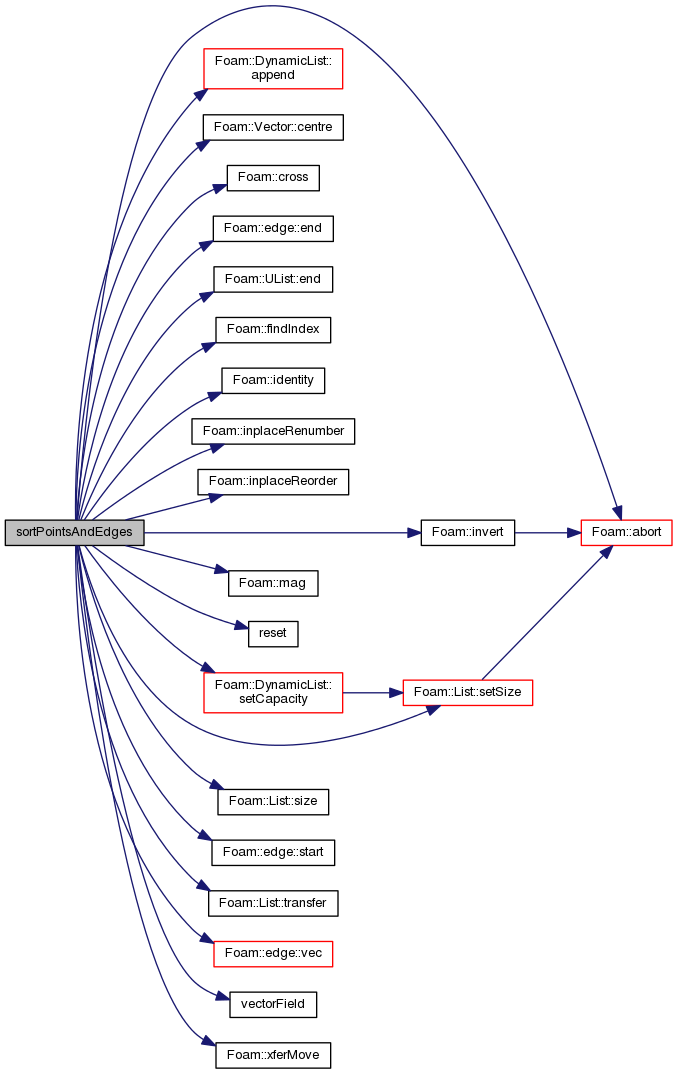 Foam::DynamicList::
append
Foam::Vector::centre
Foam::cross
Foam::edge::end
Foam::UList::end
Foam::findIndex
Foam::identity
Foam::inplaceRenumber
Foam::inplaceReorder
sortPointsAndEdges
Foam::invert
Foam::abort
Foam::mag
reset
Foam::DynamicList::
setCapacity
Foam::List::setSize
Foam::List::size
Foam::edge::start
Foam::List::transfer
Foam::edge::vec
vectorField
Foam::xferMove